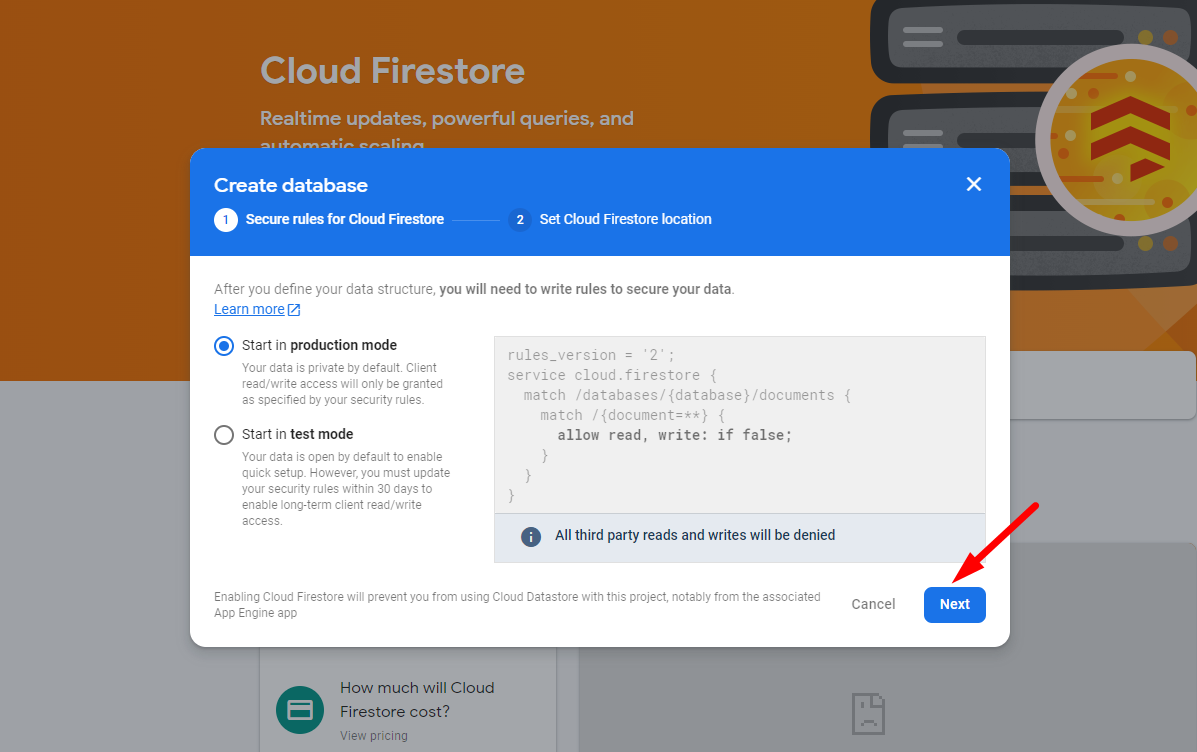 Cloud Firestore
Realtime updates, powerful queries, and
automatic scaling
Create database
1 Secure rules for Cloud Firestore 2 Set Cloud Firestore location
After you define your data structure, you will need to write rules to secure your data.
Learn more
Start in production mode
Your data is private by default. Client
read/write access will only be granted
as specified by your security rules.
Start in test mode
Your data is open by default to enable
quick setup. However, you must update
your security rules within 30 days to
enable long-term client read/write
access.
rules_version = '2';
service cloud.firestore {
match /databases/{database}/documents {
match /{document=**} {
allow read, write: if false;
}
}
}
All third party reads and writes will be denied
Enabling Cloud Firestore will prevent you from using Cloud Datastore with this project, notably from the associated
App Engine app
Cancel
Next
How much will Cloud
Firestore cost?
View pricing